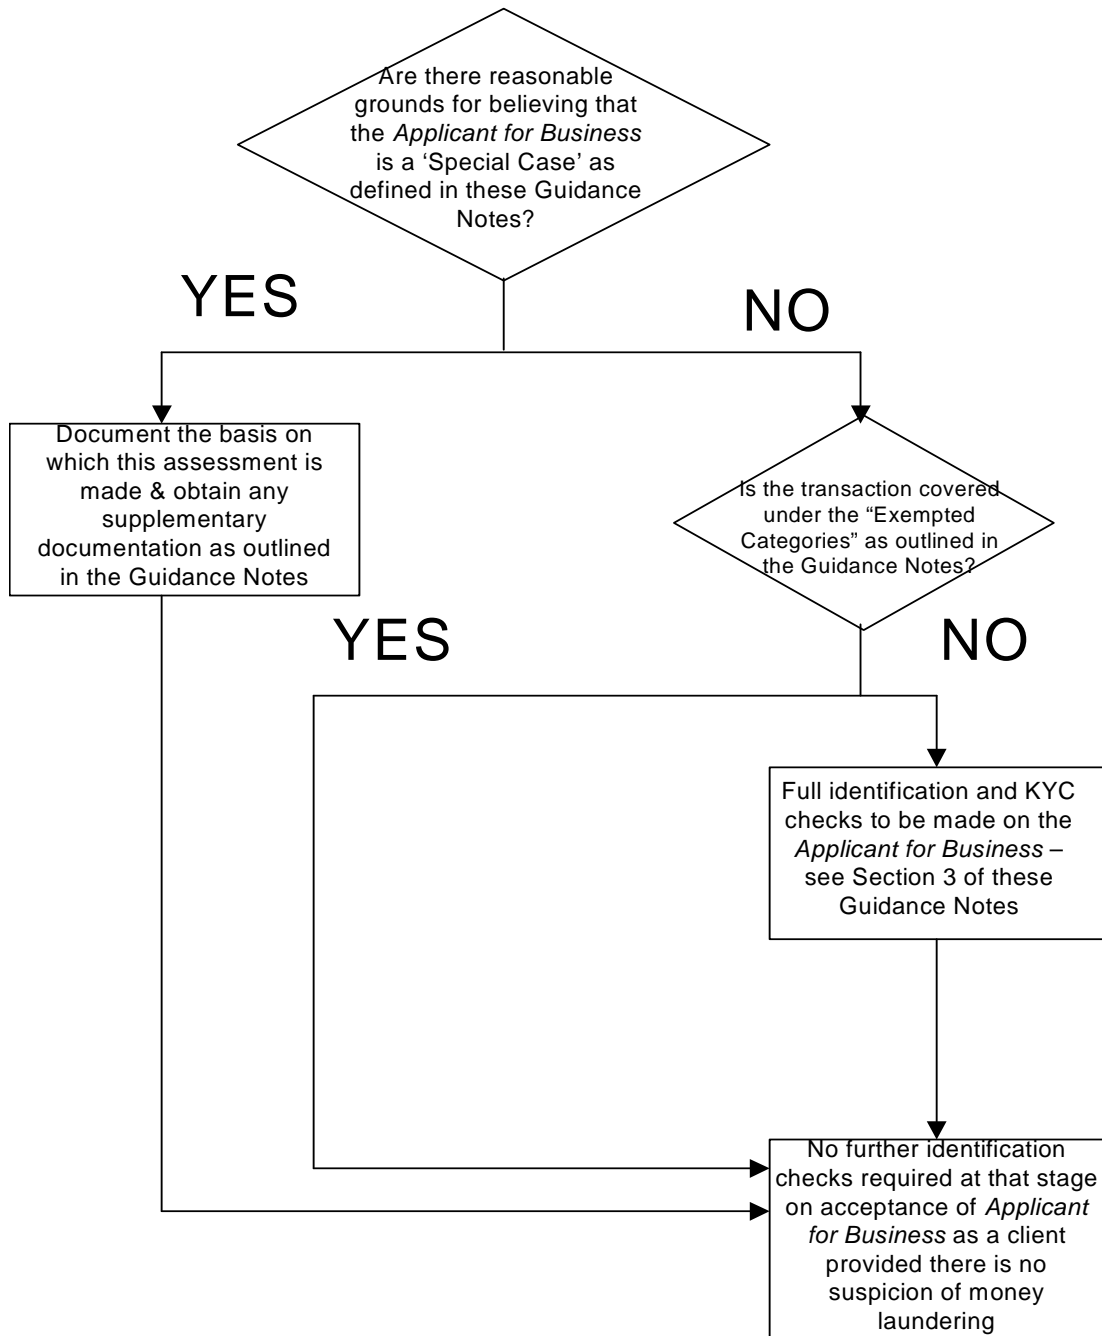 Are there reasonable
grounds for believing that
the Applicant for Business
is a ‘Special Case’ as
defined in these Guidance
Notes?
YES
NO
Document the basis on
which this assessment is
made & obtain any
supplementary
documentation as outlined
in the Guidance Notes
Is the transaction covered
under the “Exempted
Categories” as outlined in
the Guidance Notes?
YES
NO
Full identification and KYC
checks to be made on the
Applicant for Business –
see Section 3 of these
Guidance Notes
No further identification
checks required at that stage
on acceptance of Applicant
for Business as a client
provided there is no
suspicion of money
laundering